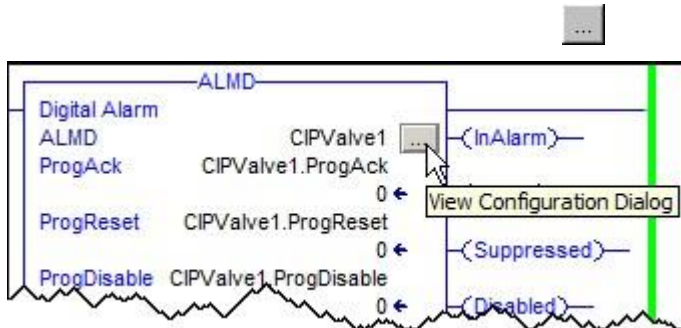 ...
ALMD
Digital Alarm
ALMD CIPValve1 ... (InAlarm)
ProgAck CIPValve1.ProgAck
0
View Configuration Dialog
ProgReset CIPValve1.ProgReset
0 (Suppressed)
ProgDisable CIPValve1.ProgDisable
0 (Disabled)